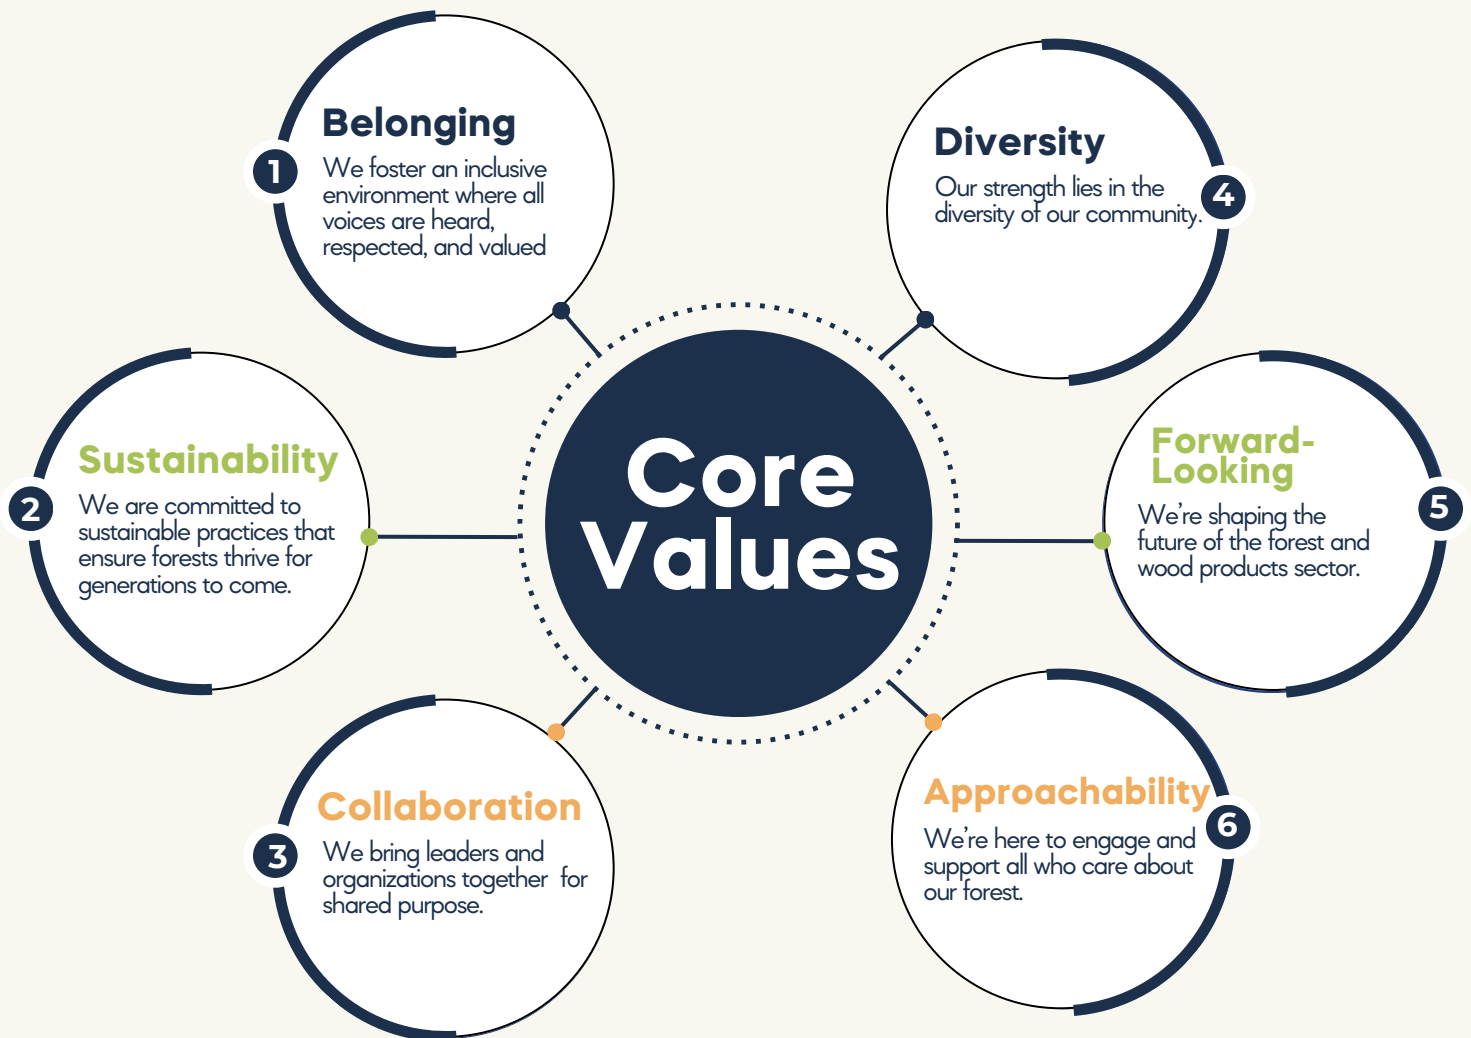 Core
Values
1
Belonging
We foster an inclusive
environment where all
voices are heard,
respected, and valued
2
Sustainability
We are committed to
sustainable practices that
ensure forests thrive for
generations to come.
3
Collaboration
We bring leaders and
organizations together  for
shared purpose.
4
Diversity
Our strength lies in the
diversity of our community.
5
Forward-
Looking
We’re shaping the
future of the forest and
wood products sector.
6
Approachability
We’re here to engage and
support all who care about
our forest.